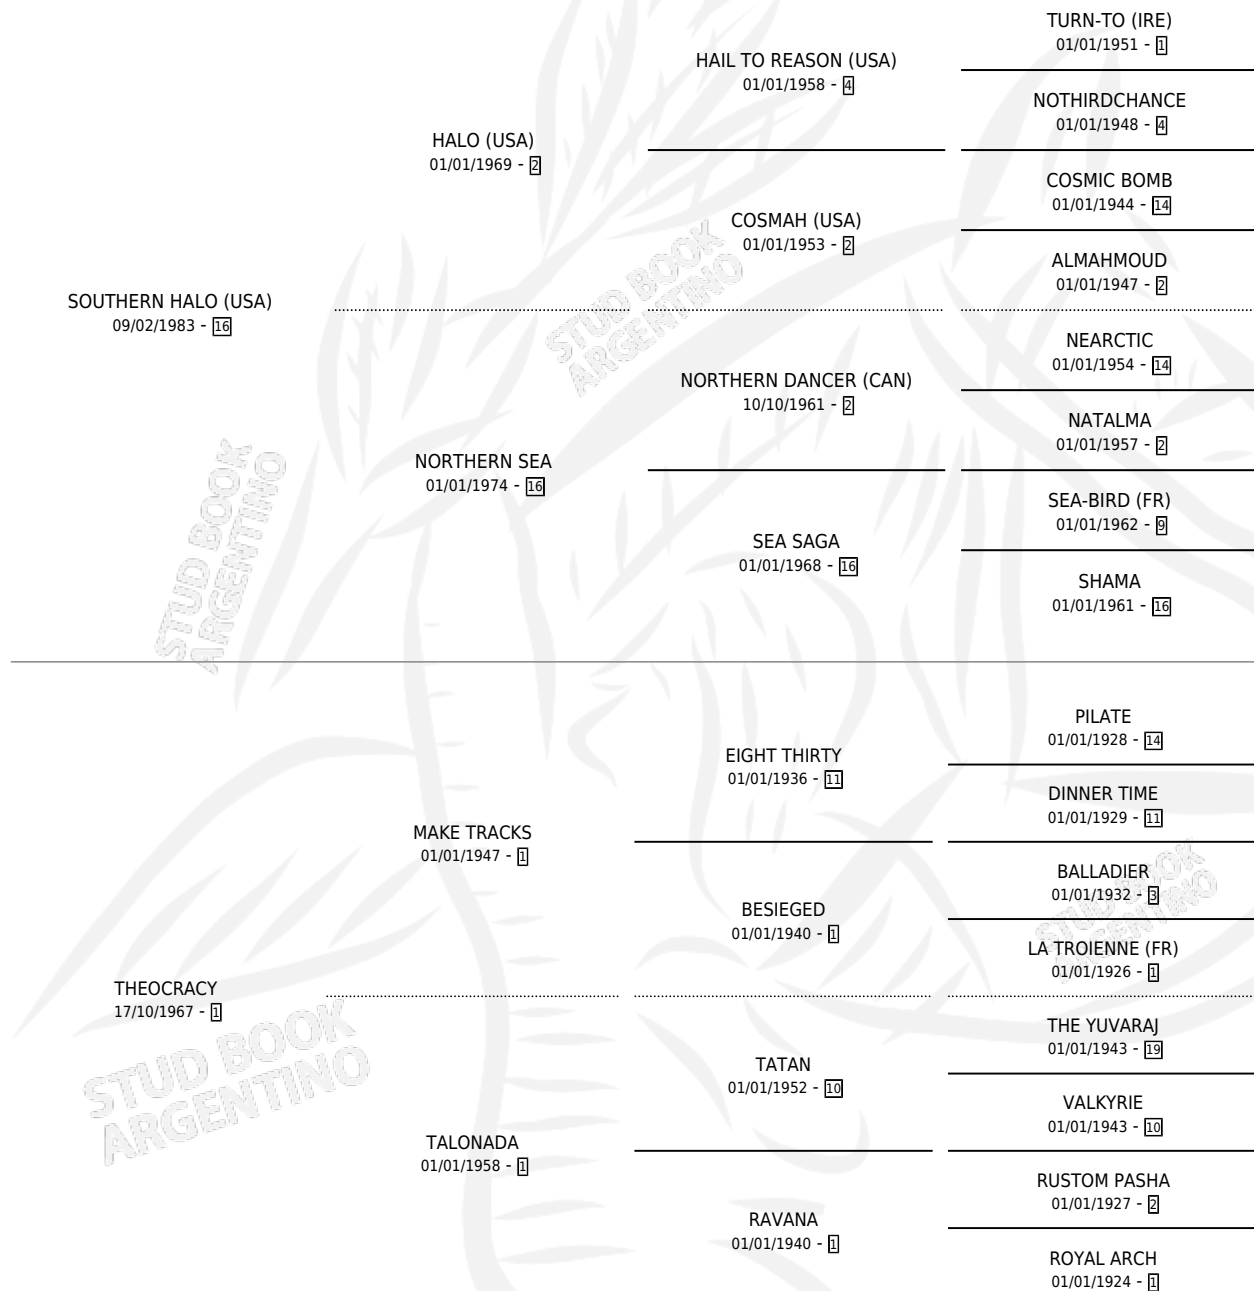 TURN-TO (IRE)
01/01/1951 - 1
HAIL TO REASON (USA)
01/01/1958 - 4
NOTHIRDCHANCE
01/01/1948 - 4
HALO (USA)
01/01/1969 - 2
COSMIC BOMB
01/01/1944 - 14
COSMAH (USA)
01/01/1953 - 2
ALMAHMOUD
01/01/1947 - 2
SOUTHERN HALO (USA)
09/02/1983 - 16
STUD BOOK
ARGENTINO
NEARCTIC
01/01/1954 - 14
NORTHERN DANCER (CAN)
10/10/1961 - 2
NATALMA
01/01/1957 - 2
NORTHERN SEA
01/01/1974 - 16
SEA-BIRD (FR)
01/01/1962 - 9
SEA SAGA
01/01/1968 - 16
SHAMA
01/01/1961 - 16
STUD BOOK
ARGENTINO
PILATE
01/01/1928 - 14
EIGHT THIRTY
01/01/1936 - 11
DINNER TIME
01/01/1929 - 11
MAKE TRACKS
01/01/1947 - 1
BALLADIER
01/01/1932 - 3
BESIEGED
01/01/1940 - 1
STUD BOOK
ARGENTINO
LA TROIENNE (FR)
01/01/1926 - 1
THEOCRACY
17/10/1967 - 1
STUD BOOK
ARGENTINO
THE YUVARAJ
01/01/1943 - 19
TATAN
01/01/1952 - 10
VALKYRIE
01/01/1943 - 10
TALONADA
01/01/1958 - 1
RUSTOM PASHA
01/01/1927 - 2
RAVANA
01/01/1940 - 1
ROYAL ARCH
01/01/1924 - 1